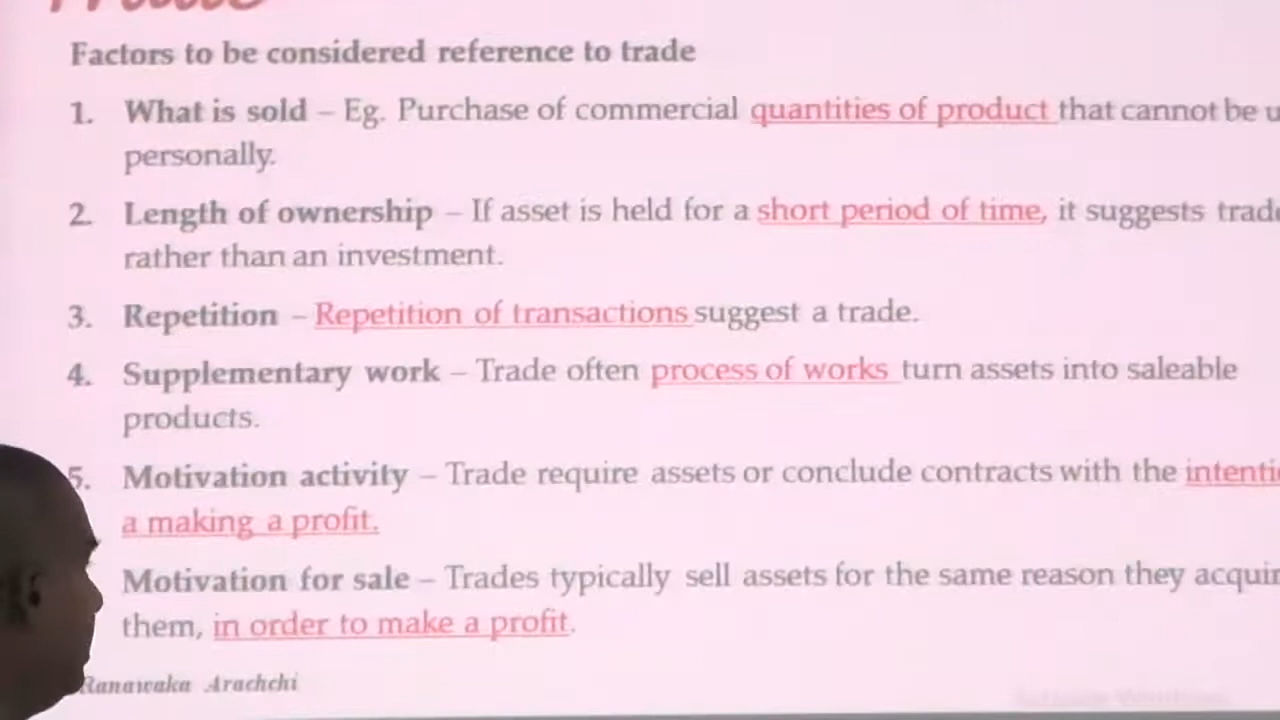 Factors to be considered reference to trade
1. What is sold – Eg. Purchase of commercial quantities of product that cannot be
personally.
2. Length of ownership – If asset is held for a short period of time, it suggests
rather than an investment.
3. Repetition – Repetition of transactions suggest a trade.
4. Supplementary work – Trade often process of works turn assets into saleable
products.
5. Motivation activity – Trade require assets or conclude contracts with the
a making a profit.
Motivation for sale – Trades typically sell assets for the same reason they
them, in order to make a profit.
Ranawaka Arachchi